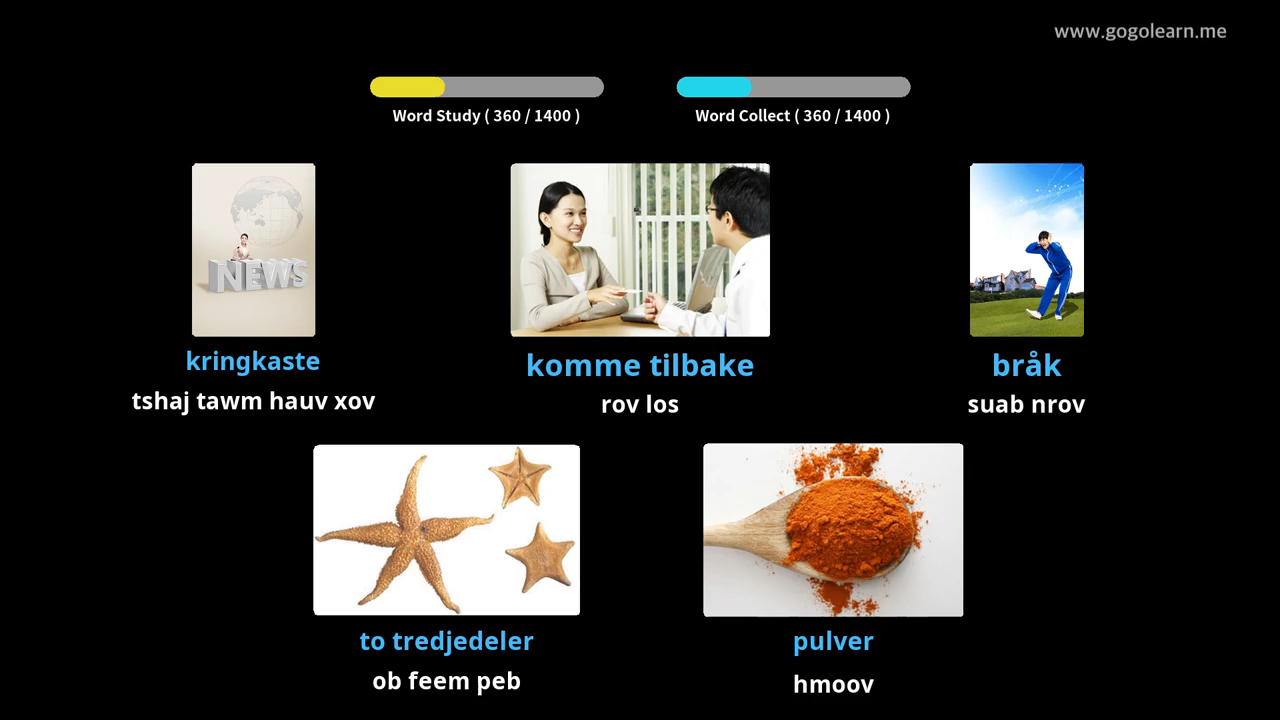 www.gogolearn.me
Word Study ( 360 / 1400 )
Word Collect ( 360 / 1400 )
NEWS
kringkaste
komme tilbake
bråk
tshaj tawm hauv xov
rov los
suab nrov
to tredjedeler
pulver
ob feem peb
hmoov